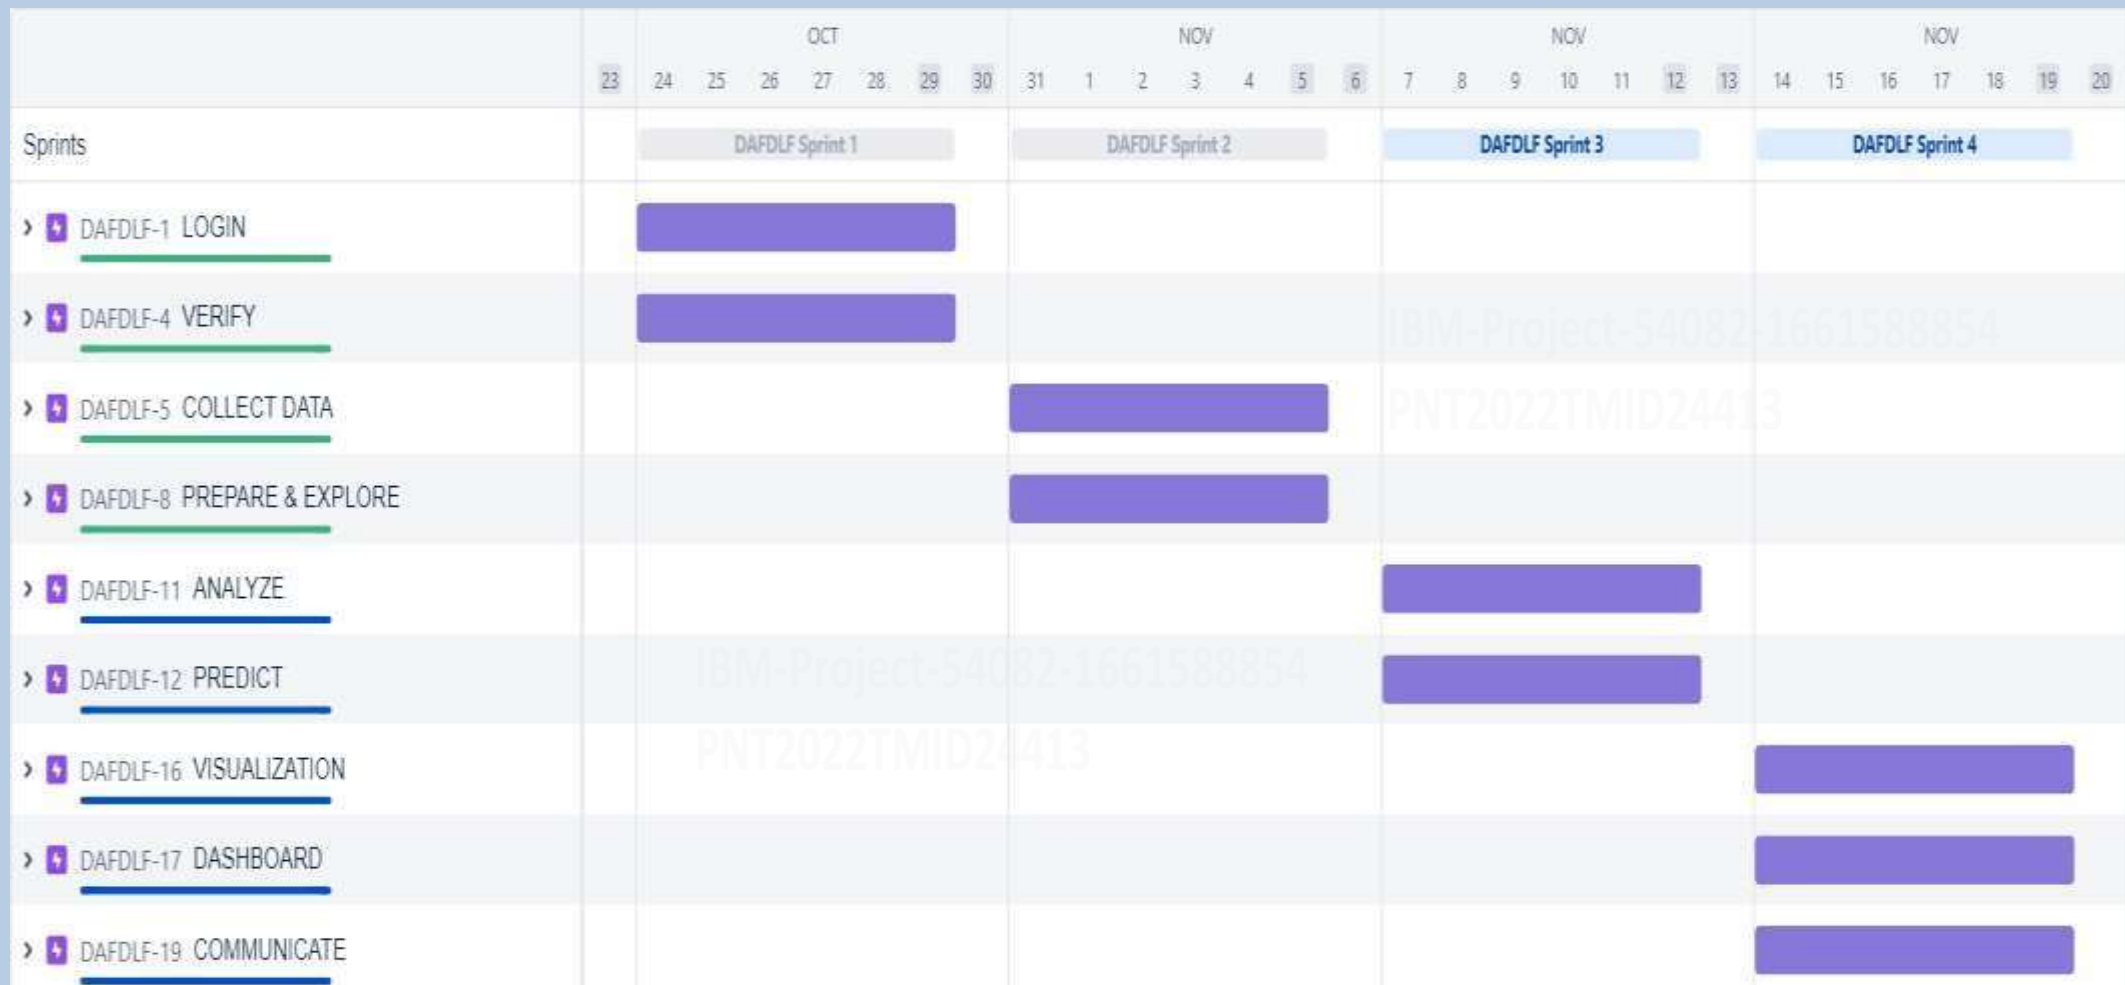 OCT NOV NOV NOV
23 24 25 26 27 28 29 30 31 1 2 3 4 5 6 7 8 9 10 11 12 13 14 15 16 17 18 19 20
Sprints DAFDLF Sprint 1 DAFDLF Sprint 2 DAFDLF Sprint 3 DAFDLF Sprint 4
DAFDLF-1 LOGIN
DAFDLF-4 VERIFY
IBM-Project-54082-1661588854
DAFDLF-5 COLLECT DATA
PNT2022TMID24413
DAFDLF-8 PREPARE & EXPLORE
DAFDLF-11 ANALYZE
DAFDLF-12 PREDICT
IBM-Project-54082-1661588854
PNT2022TMID24413
DAFDLF-16 VISUALIZATION
DAFDLF-17 DASHBOARD
DAFDLF-19 COMMUNICATE